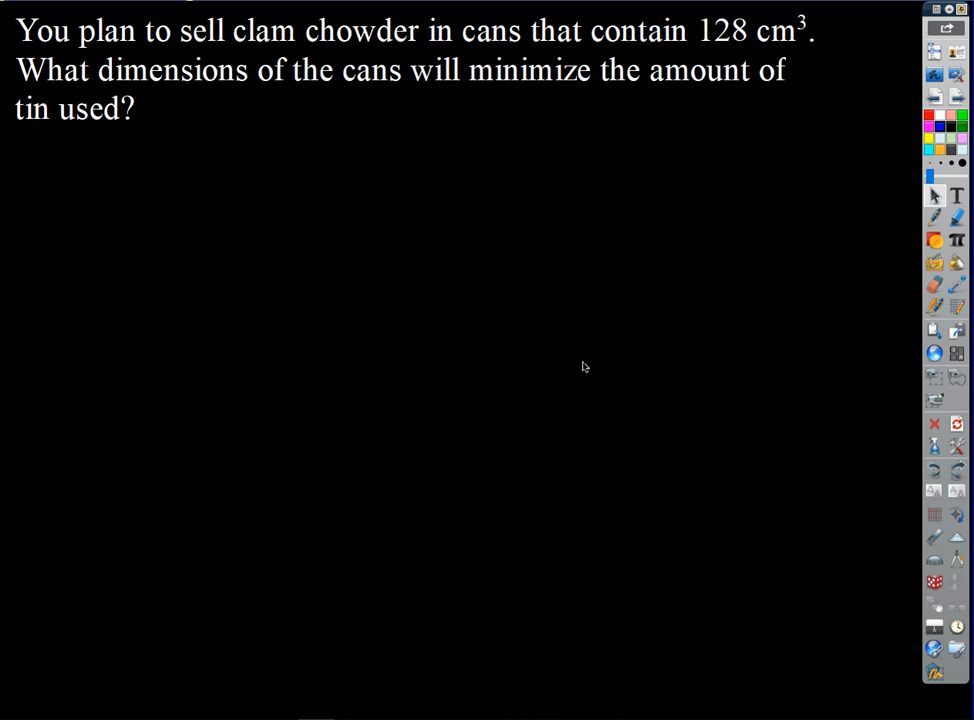 You plan to sell clam chowder in cans that contain 128 cm³.
What dimensions of the cans will minimize the amount of
tin used?